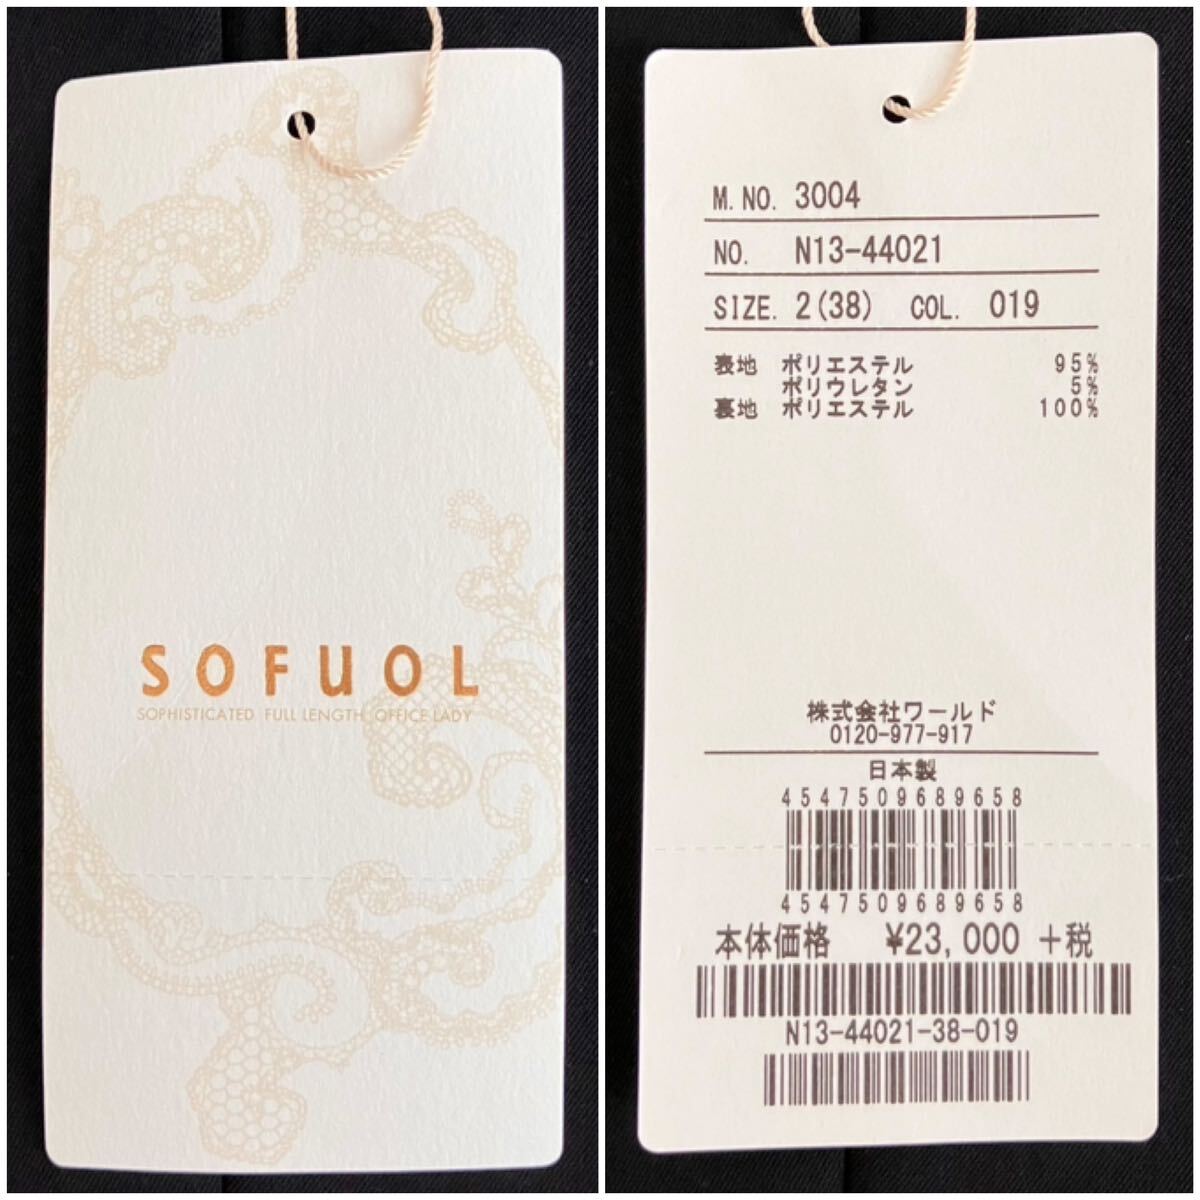 SOFUOL
SOPHISTICATED FULL LENGTH OFFICE LADY
M.NO. 3004
NO. N13-44021
SIZE. 2(38) COL. 019
表地 ポリエステル 95%
ポリウレタン 5%
裏地 ポリエステル 100%
株式会社ワールド
0120-977-917
日本製
4547509689658
4547509689658
本体価格 ¥23,000 +税
N13-44021-38-019